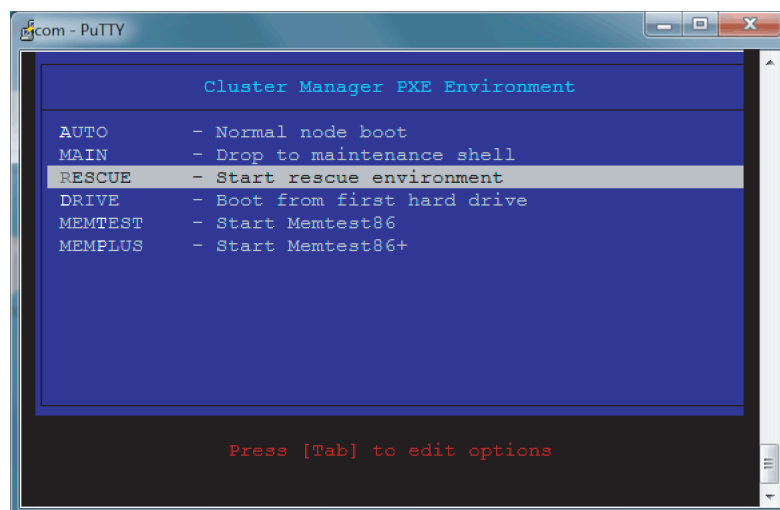 com - PuTTY
Cluster Manager PXE Environment
AUTO - Normal node boot
MAIN - Drop to maintenance shell
RESCUE - Start rescue environment
DRIVE - Boot from first hard drive
MEMTEST - Start Memtest86
MEMPLUS - Start Memtest86+
Press [Tab] to edit options